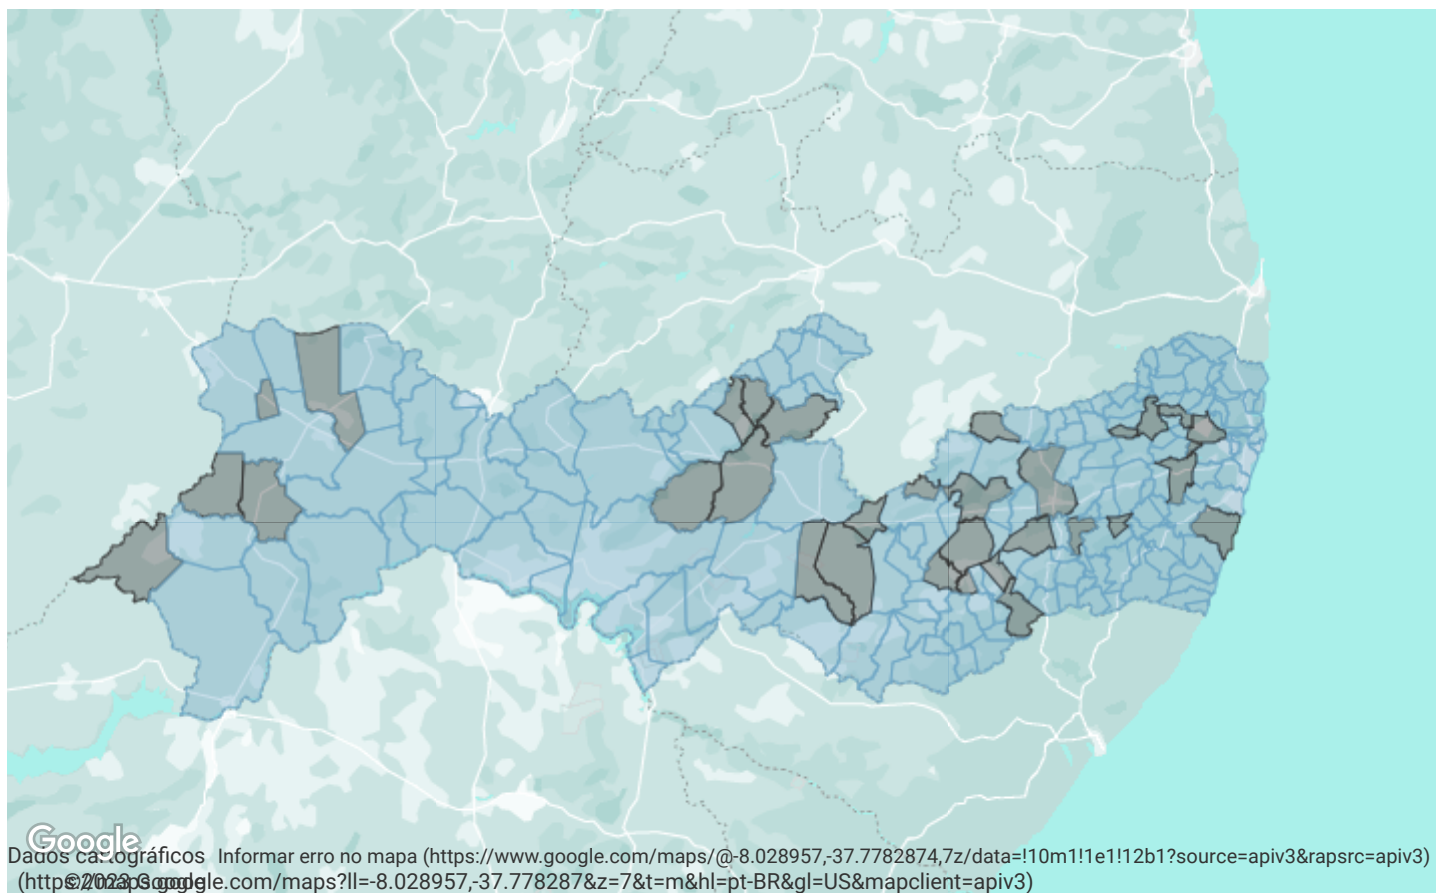 Google
Dados cartográficos Informar erro no mapa (https://www.google.com/maps/@-8.028957,-37.7782874,7z/data=!10m1!1e1!12b1?source=apiv3&rapsrc=apiv3)
(https://maps.google.com/maps?ll=-8.028957,-37.778287&z=7&t=m&hl=pt-BR&gl=US&mapclient=apiv3)
©2023 Google